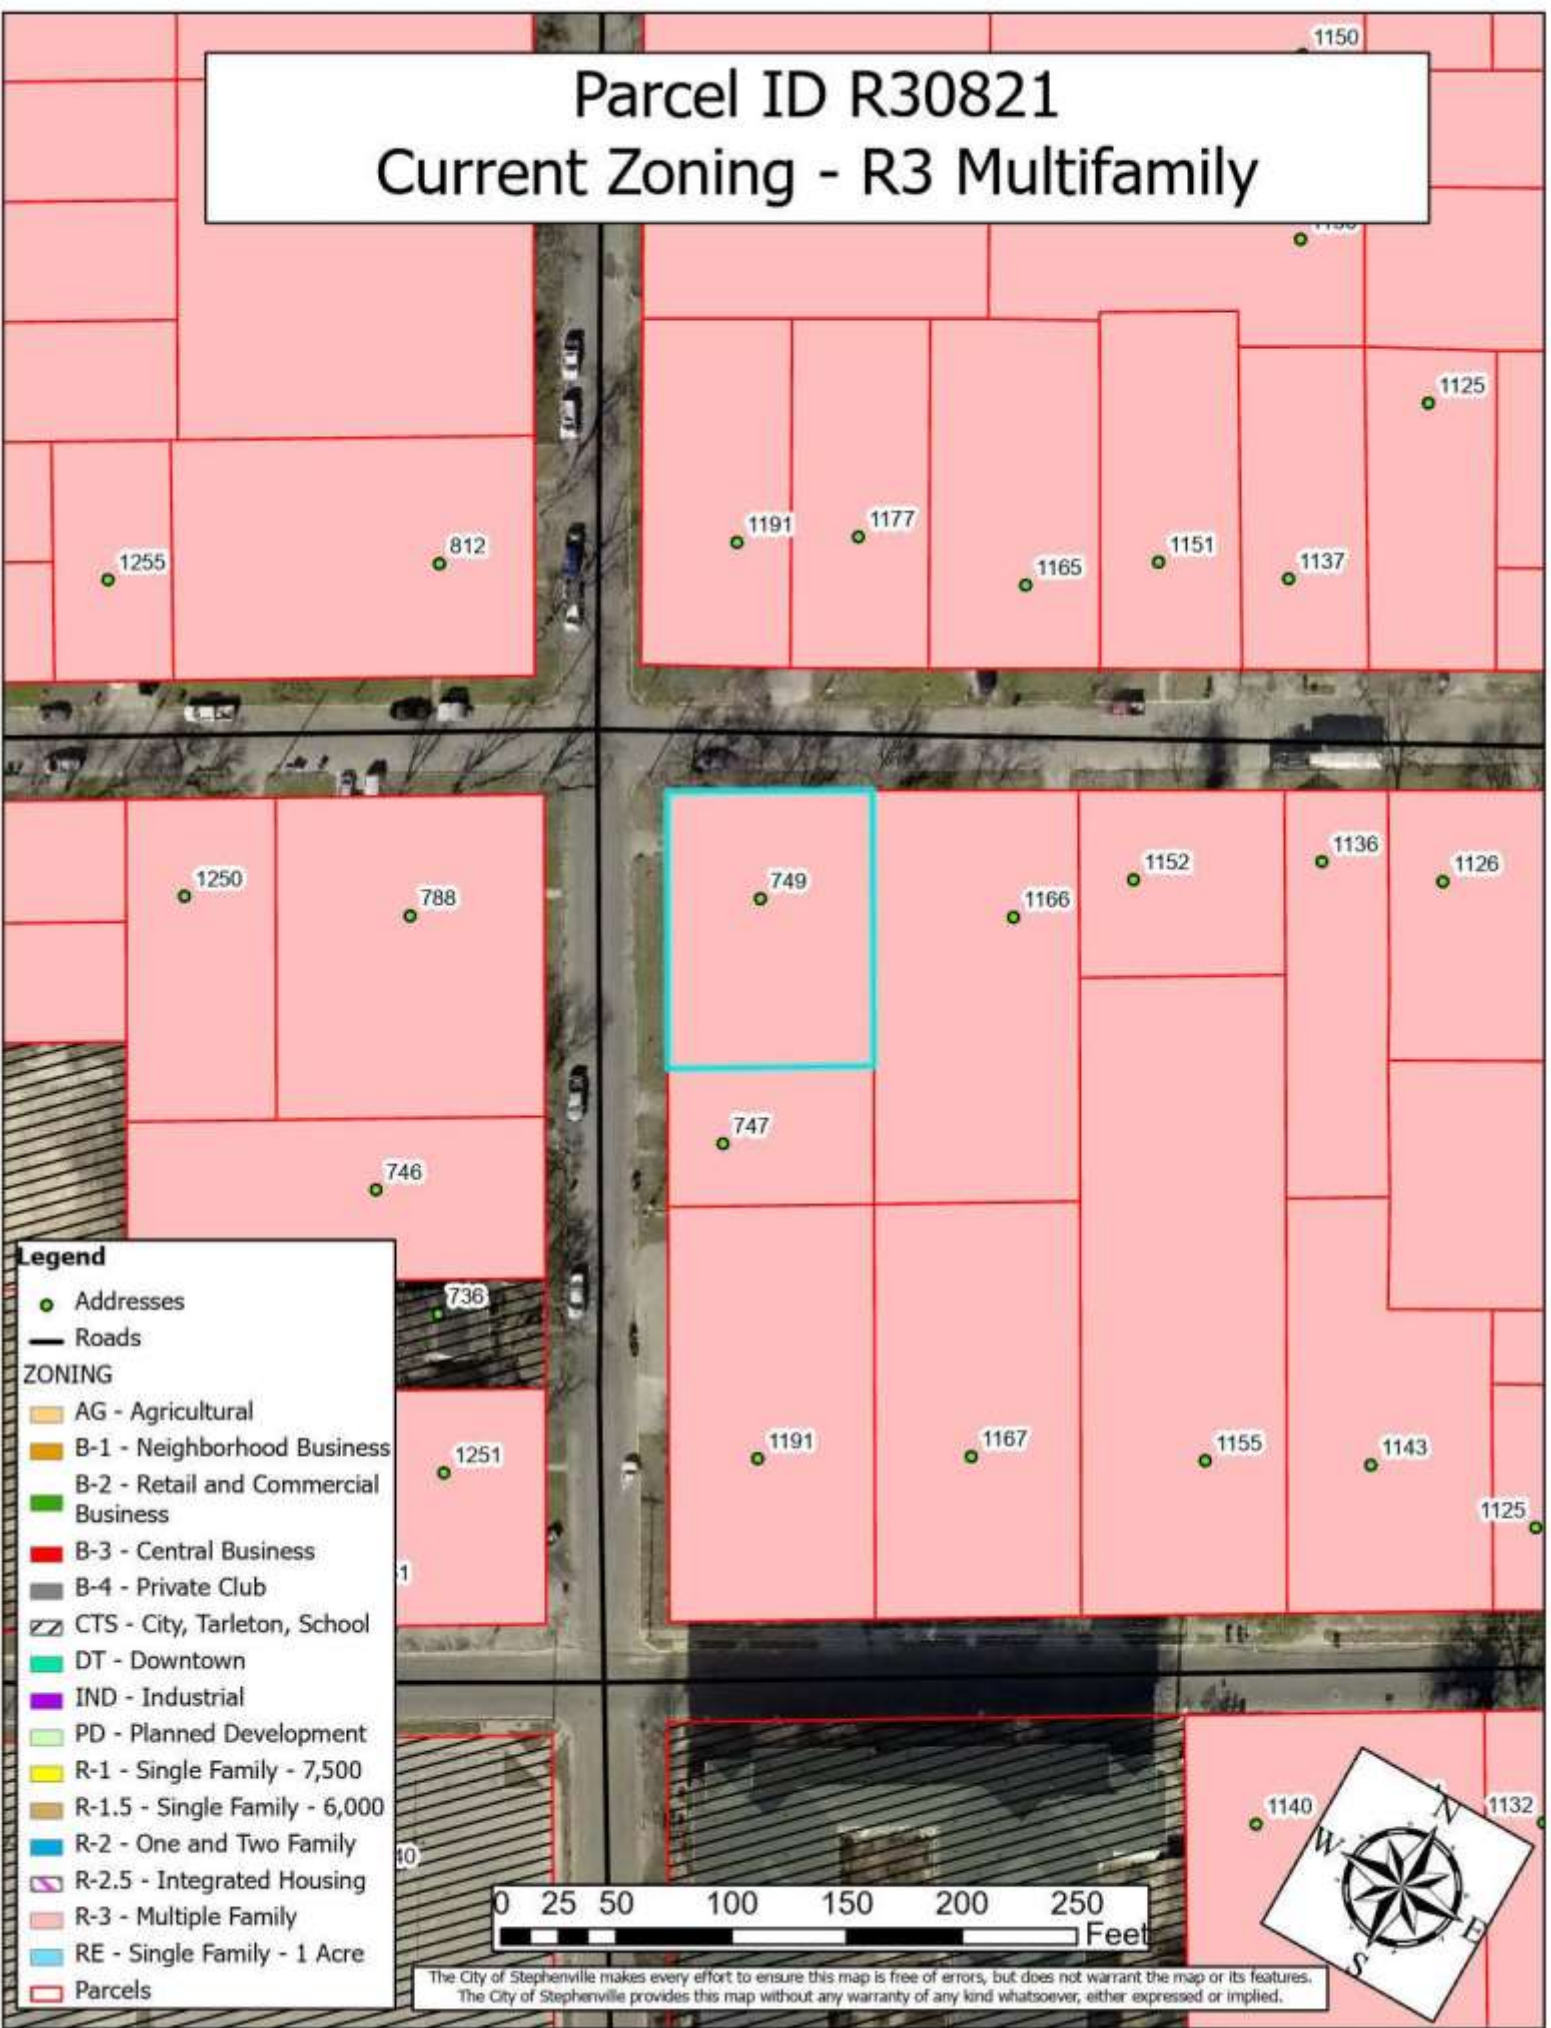 1150
Parcel ID R30821
Current Zoning - R3 Multifamily
1125
1191
1177
1165
1151
1137
1255
812
1250
788
749
1166
1152
1136
1126
747
746
736
1251
1191
1167
1155
1143
1125
Legend
Addresses
Roads
ZONING
AG - Agricultural
B-1 - Neighborhood Business
B-2 - Retail and Commercial
Business
B-3 - Central Business
B-4 - Private Club
CTS - City, Tarleton, School
DT - Downtown
IND - Industrial
PD - Planned Development
R-1 - Single Family - 7,500
R-1.5 - Single Family - 6,000
R-2 - One and Two Family
R-2.5 - Integrated Housing
R-3 - Multiple Family
RE - Single Family - 1 Acre
Parcels
1140
1132
N
W
E
S
0 25 50 100 150 200 250
Feet
The City of Stephenville makes every effort to ensure this map is free of errors, but does not warrant the map or its features.
The City of Stephenville provides this map without any warranty of any kind whatsoever, either expressed or implied.